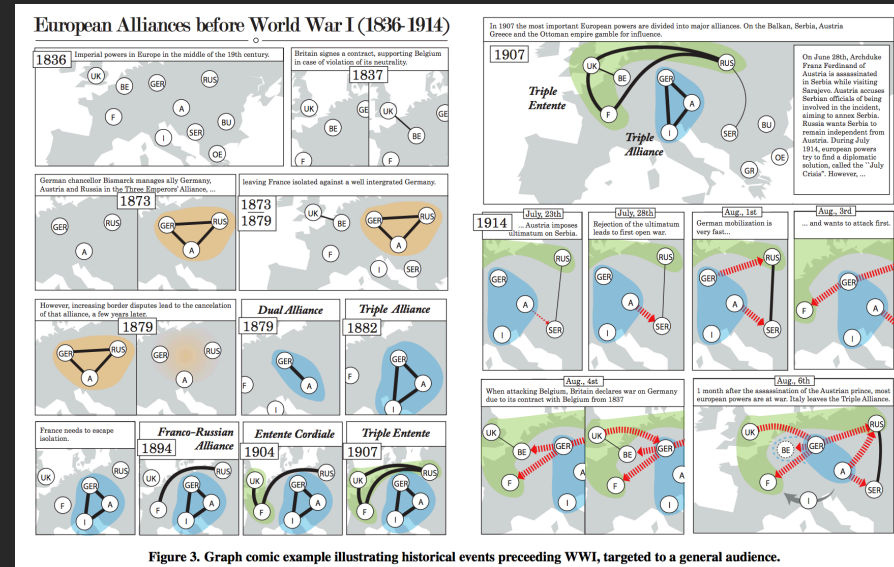 European Alliances before World War I (1836-1914)
1836
Imperial powers in Europe in the middle of the 19th century.
UK
BE
GER
RUS
F
A
I
SER
BU
OE
Britain signs a contract, supporting Belgium
in case of violation of its neutrality.
1837
UK
BE
GE
F
UK
BE
GE
F
German chancellor Bismarck manages ally Germany,
Austria and Russia in the Three Emperors' Alliance, ...
1873
GER
RUS
A
GER
RUS
A
leaving France isolated against a well intergrated Germany.
1873
1879
UK
BE
GER
RUS
F
A
I
SER
However, increasing border disputes lead to the cancelation
of that alliance, a few years later.
1879
GER
RUS
A
GER
RUS
A
Dual Alliance
1879
GER
A
F
I
Triple Alliance
1882
GER
A
F
I
France needs to escape
isolation.
UK
RUS
GER
F
A
I
Franco-Russian
Alliance
1894
UK
RUS
GER
F
A
I
Entente Cordiale
1904
UK
RUS
GER
F
A
I
Triple Entente
1907
UK
RUS
GER
F
A
I
In 1907 the most important European powers are divided into major alliances. On the Balkan, Serbia, Austria
Greece and the Ottoman empire gamble for influence.
1907
UK
BE
GER
RUS
Triple
Entente
F
A
Triple
Alliance
I
SER
BU
OE
GR
On June 28th, Archduke
Franz Ferdinand of
Austria is assassinated
in Serbia while visiting
Sarajevo. Austria accuses
Serbian officials of being
involved in the incident,
aiming to annex Serbia.
Russia wants Serbia to
remain independent from
Austria. During July
1914, european powers
try to find a diplomatic
solution, called the "July
Crisis". However, ...
1914
July, 23th
... Austria imposes
ultimatum on Serbia.
RUS
GER
A
I
SER
July, 28th
Rejection of the ultimatum
leads to first open war.
RUS
GER
A
I
SER
Aug., 1st
German mobilization is
very fast...
RUS
GER
A
I
SER
Aug., 3rd
... and wants to attack first.
GER
F
A
I
Aug., 4st
When attacking Belgium, Britain declares war on Germany
due to its contract with Belgium from 1837
UK
BE
GER
F
A
I
UK
BE
GER
F
A
I
Aug., 6th
1 month after the assassination of the Austrian prince, most
european powers are at war. Italy leaves the Triple Alliance.
UK
BE
GER
RUS
F
A
I
SER
Figure 3. Graph comic example illustrating historical events preceeding WWI, targeted to a general audience.